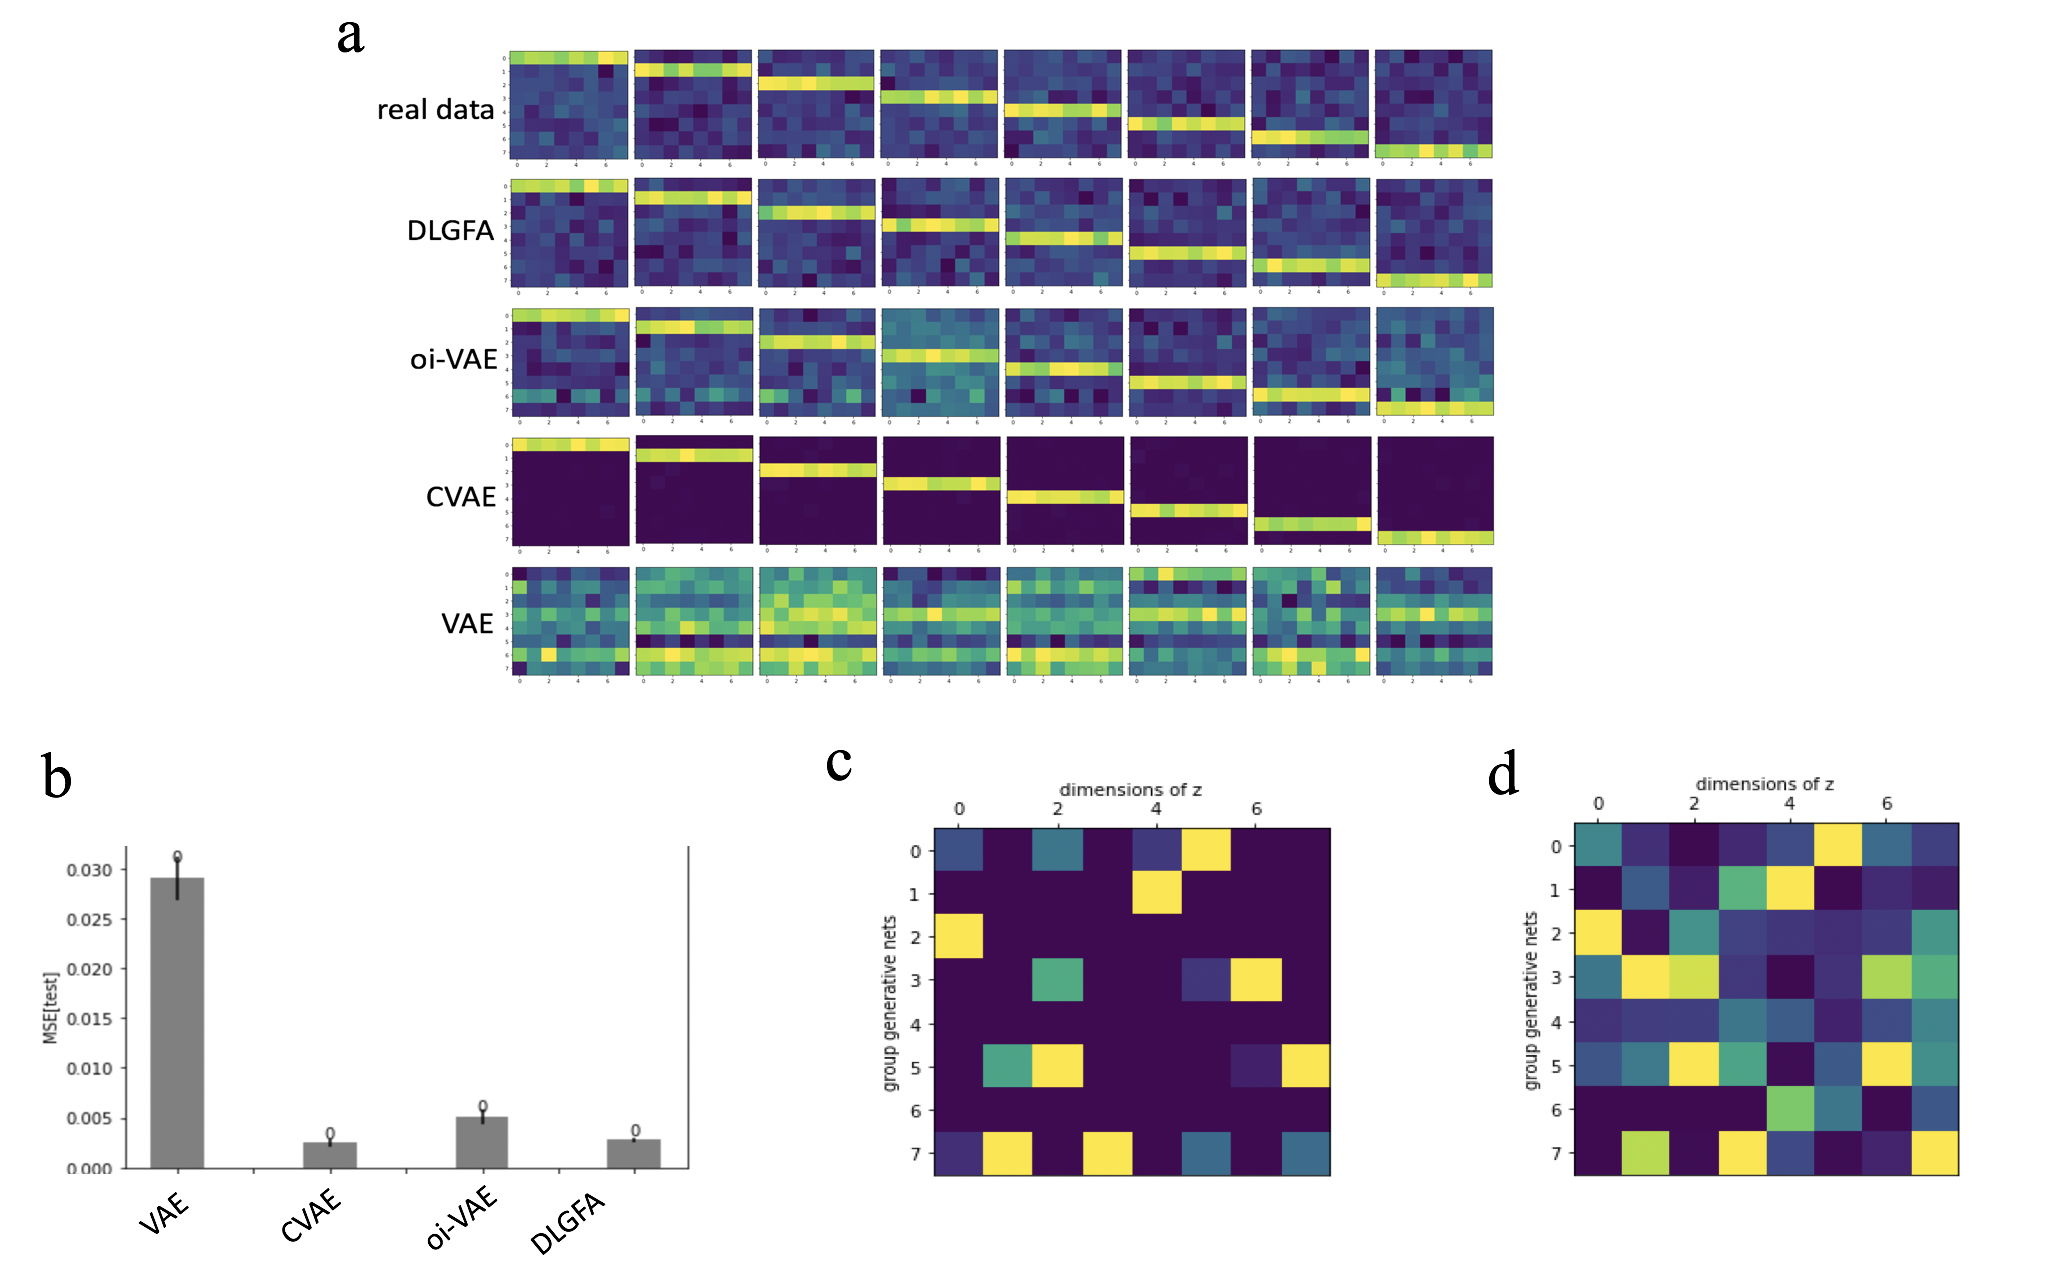 a
real data
DLGFA
oi-VAE
CVAE
VAE
b
0.030
0.025
0.020
0.015
0.010
0.005
0.000
MSE[test]
0
0
0
0
VAE
CVAE
oi-VAE
DLGFA
c
dimensions of z
0 2 4 6
group generative nets
0
1
2
3
4
5
6
7
d
dimensions of z
0 2 4 6
group generative nets
0
1
2
3
4
5
6
7